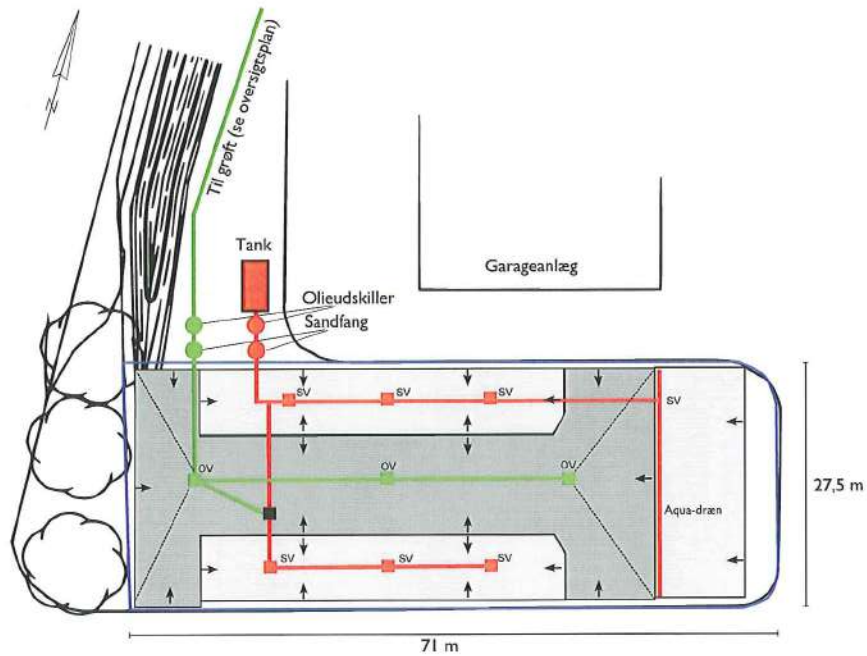 N
Til grøft (se oversigtsplan)
Tank
Garageanlæg
Olieudskiller
Sandfang
SV SV SV SV
OV OV OV
27,5 m
Aqua-dræn
SV SV SV
71 m